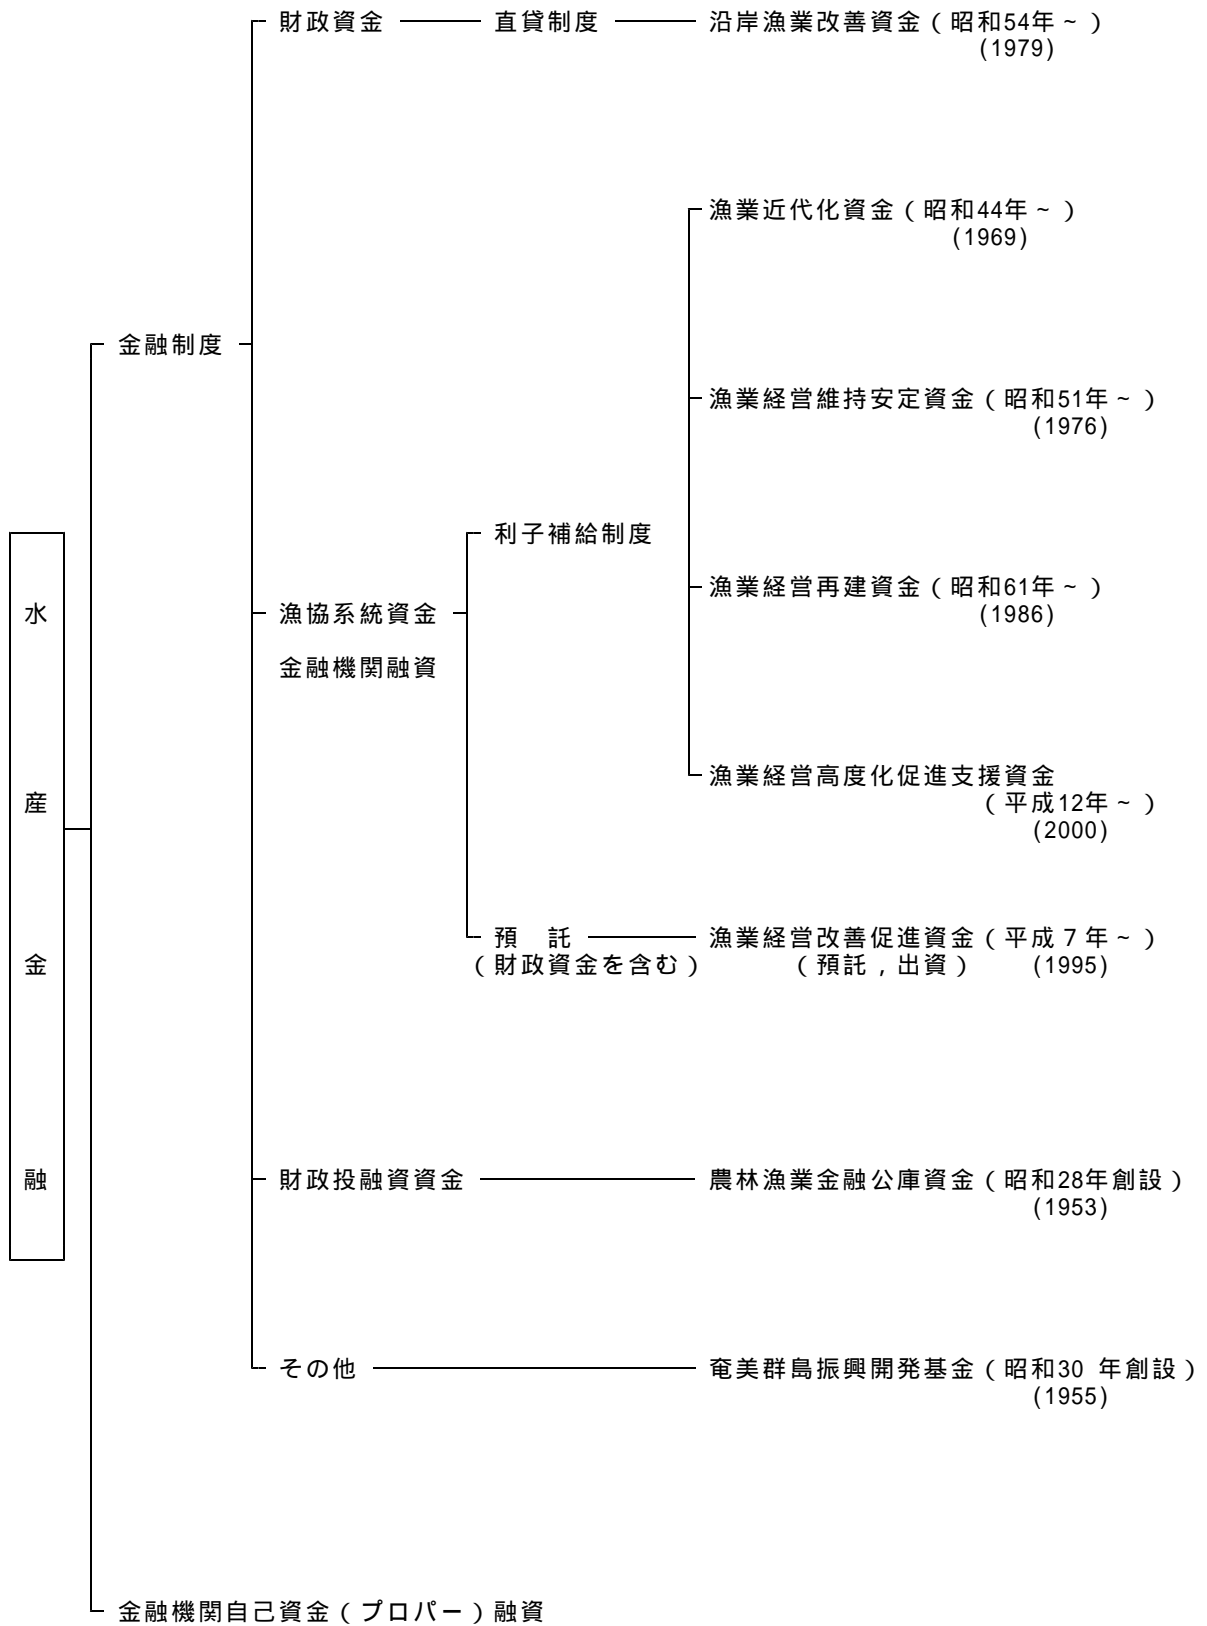 財政資金
直貸制度
沿岸漁業改善資金（昭和54年～）
(1979)
漁業近代化資金（昭和44年～）
(1969)
金融制度
漁業経営維持安定資金（昭和51年～）
(1976)
利子補給制度
漁業経営再建資金（昭和61年～）
(1986)
漁協系統資金
金融機関融資
漁業経営高度化促進支援資金
（平成12年～）
(2000)
水産金融
預　託
（財政資金を含む）
漁業経営改善促進資金（平成７年～）
（預託，出資）
(1995)
財政投融資資金
農林漁業金融公庫資金（昭和28年創設）
(1953)
その他
奄美群島振興開発基金（昭和30 年創設）
(1955)
金融機関自己資金（プロパー）融資